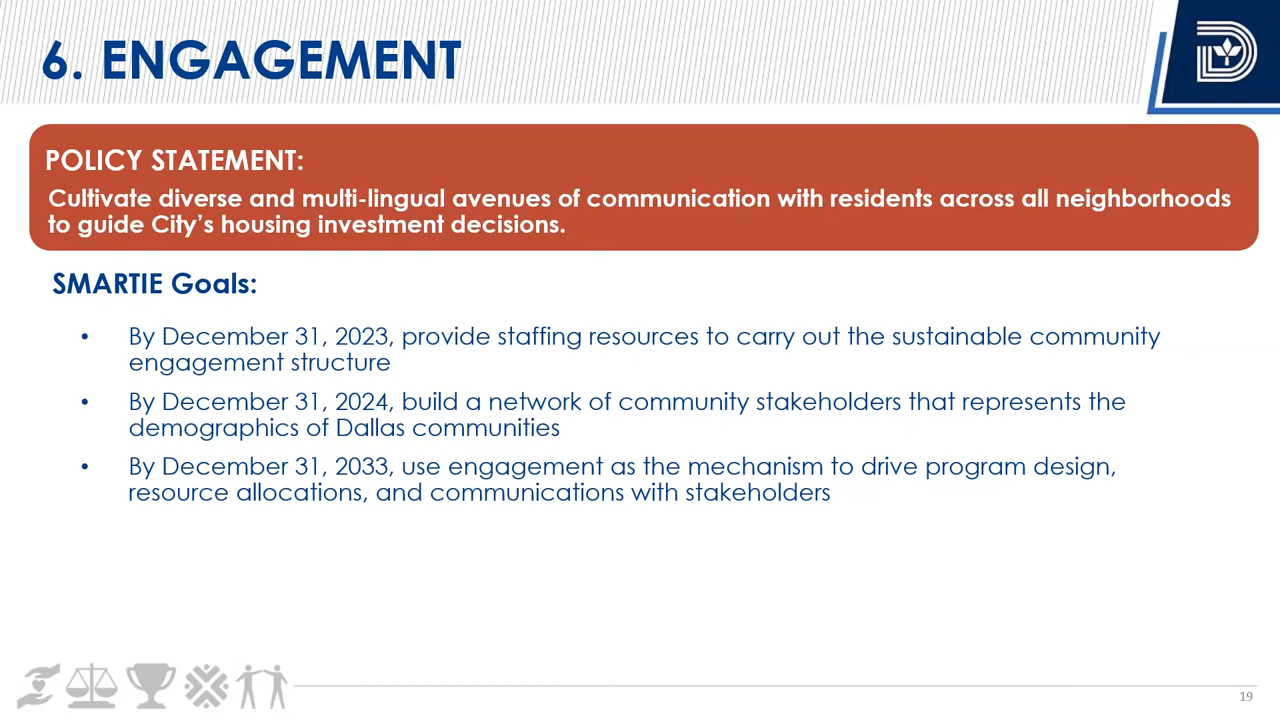 6. ENGAGEMENT
POLICY STATEMENT:
Cultivate diverse and multi-lingual avenues of communication with residents across all neighborhoods
to guide City’s housing investment decisions.
SMARTIE Goals:
• By December 31, 2023, provide staffing resources to carry out the sustainable community
engagement structure
• By December 31, 2024, build a network of community stakeholders that represents the
demographics of Dallas communities
• By December 31, 2033, use engagement as the mechanism to drive program design,
resource allocations, and communications with stakeholders
19